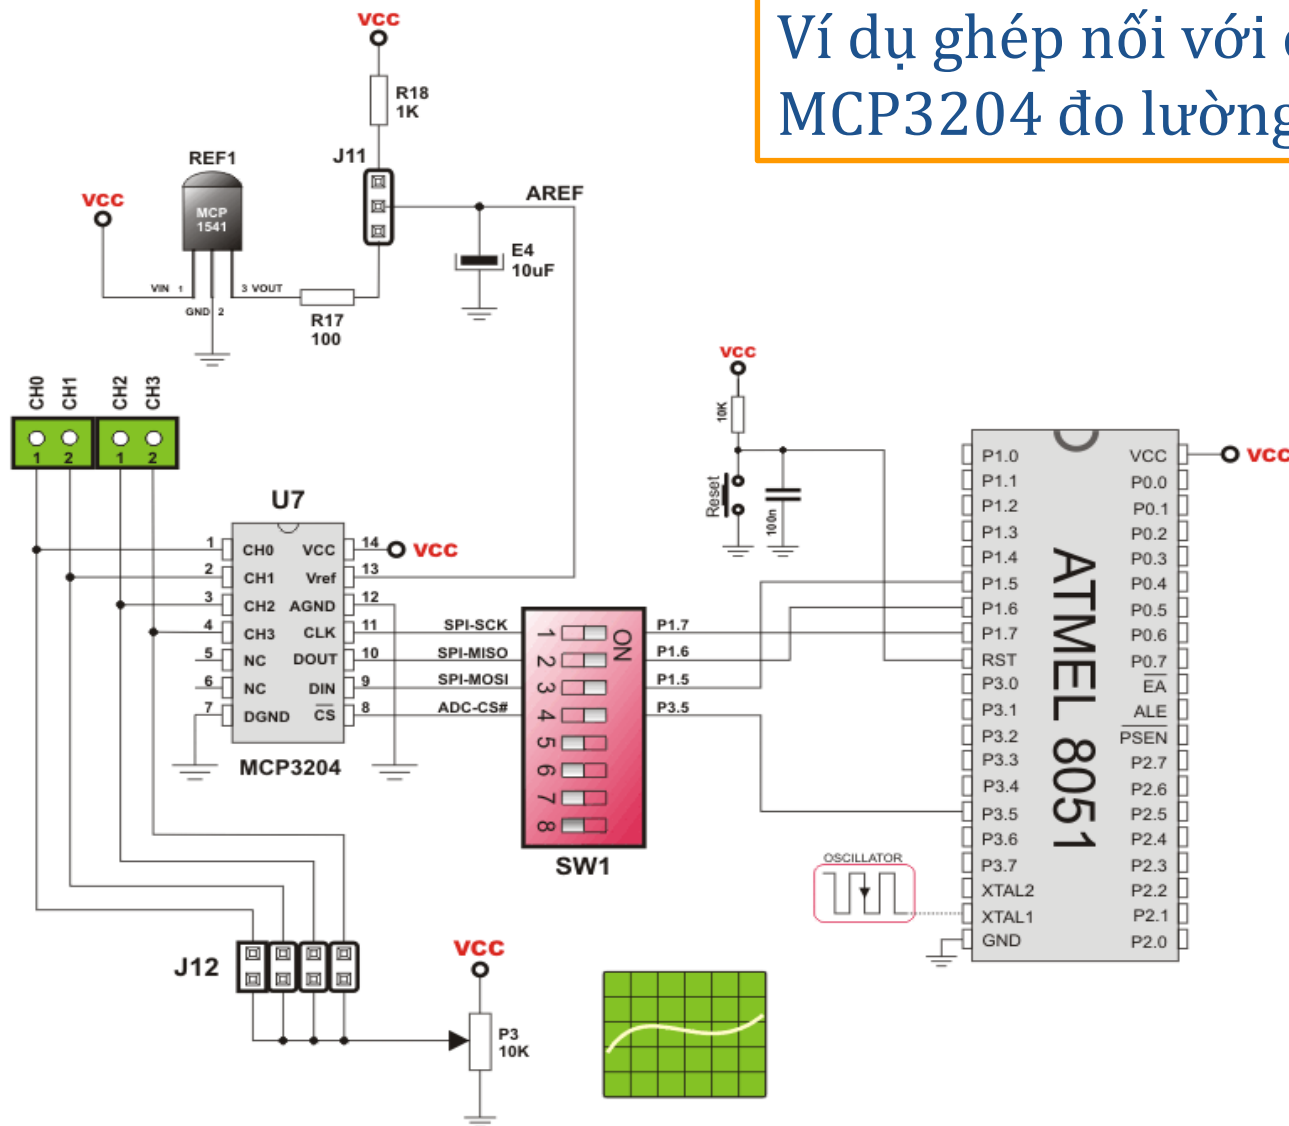 Ví dụ ghép nối với
MCP3204 đo lường
VCC
R18
1K
J11
REF1
MCP
1541
VCC
AREF
E4
10uF
VIN 1
3 VOUT
GND 2
R17
100
CH0
CH1
CH2
CH3
1
2
1
2
VCC
10K
Reset
100n
U7
1 CH0
2 CH1
3 CH2
4 CH3
5 NC
6 NC
7 DGND
VCC 14
VCC
Vref 13
AGND 12
CLK 11
DOUT 10
DIN 9
CS 8
MCP3204
SPI-SCK
SPI-MISO
SPI-MOSI
ADC-CS#
ON
1
2
3
4
5
6
7
8
SW1
P1.7
P1.6
P1.5
P3.5
P1.0
P1.1
P1.2
P1.3
P1.4
P1.5
P1.6
P1.7
RST
P3.0
P3.1
P3.2
P3.3
P3.4
P3.5
P3.6
P3.7
XTAL2
XTAL1
GND
ATMEL 8051
VCC
P0.0
P0.1
P0.2
P0.3
P0.4
P0.5
P0.6
P0.7
EA
ALE
PSEN
P2.7
P2.6
P2.5
P2.4
P2.3
P2.2
P2.1
P2.0
VCC
OSCILLATOR
J12
VCC
P3
10K